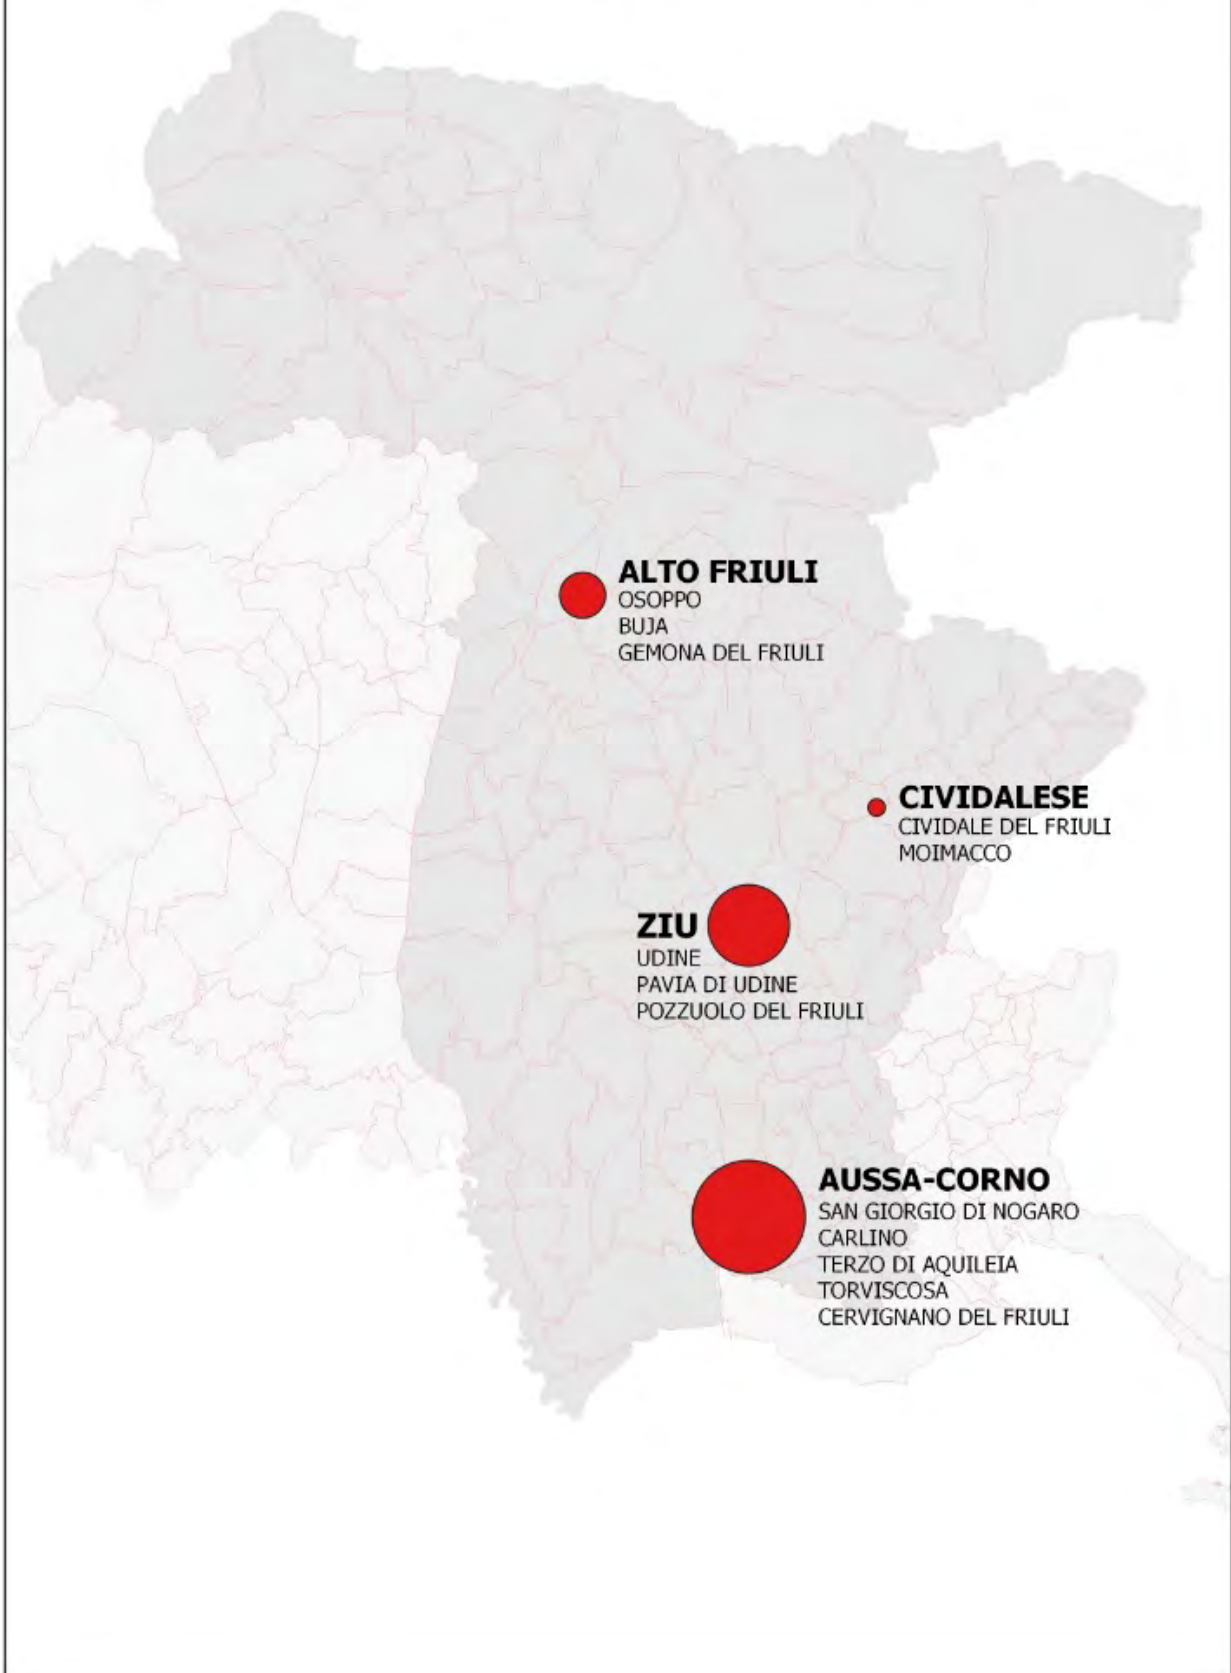 ALTO FRIULI
OSOPPO
BUJA
GEMONA DEL FRIULI
CIVIDALESE
CIVIDALE DEL FRIULI
MOIMACCO
ZIU
UDINE
PAVIA DI UDINE
POZZUOLO DEL FRIULI
AUSSA-CORNO
SAN GIORGIO DI NOGARO
CARLINO
TERZO DI AQUILEIA
TORVISCOSA
CERVIGNANO DEL FRIULI